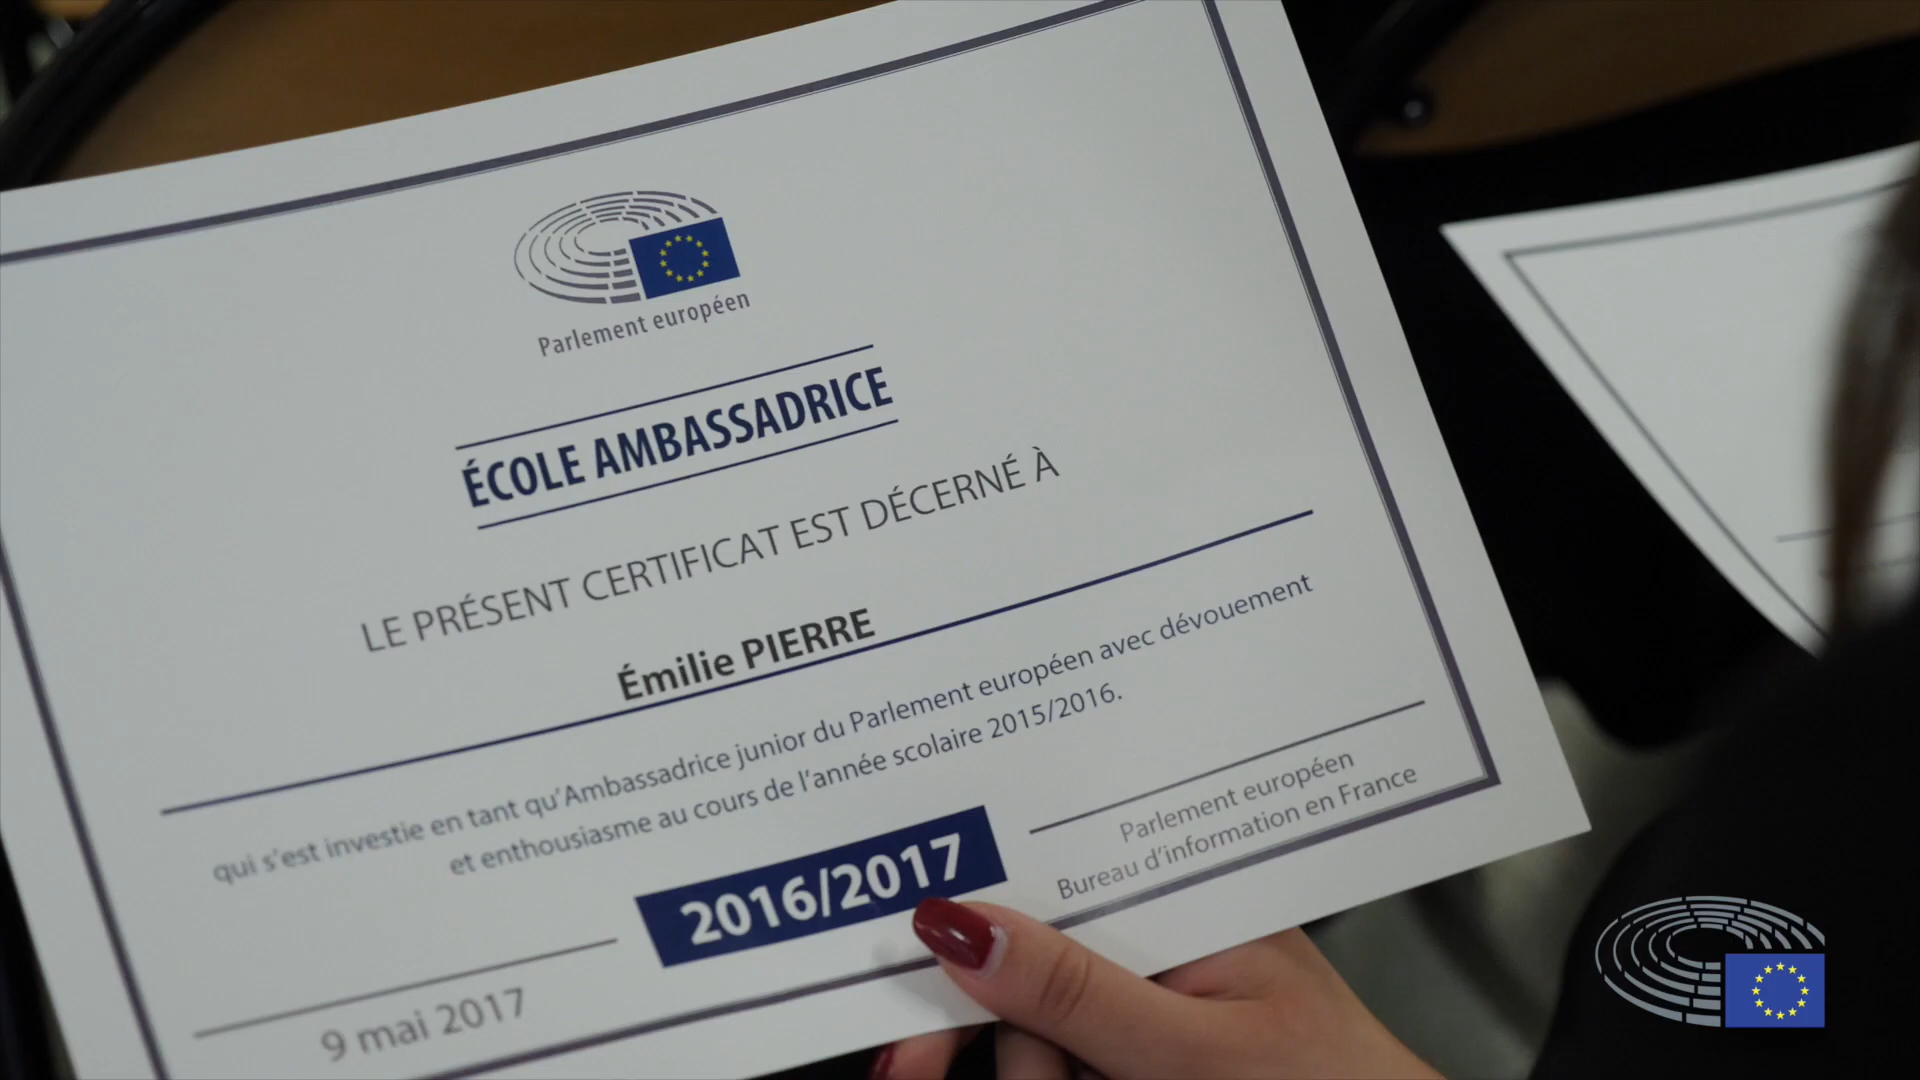 Parlement européen
ÉCOLE AMBASSADRICE
LE PRÉSENT CERTIFICAT EST DÉCERNÉ À
Émilie PIERRE
qui s'est investie en tant qu'Ambassadrice junior du Parlement européen avec dévouement
et enthousiasme au cours de l'année scolaire 2015/2016.
2016/2017
9 mai 2017
Parlement européen
Bureau d'information en France